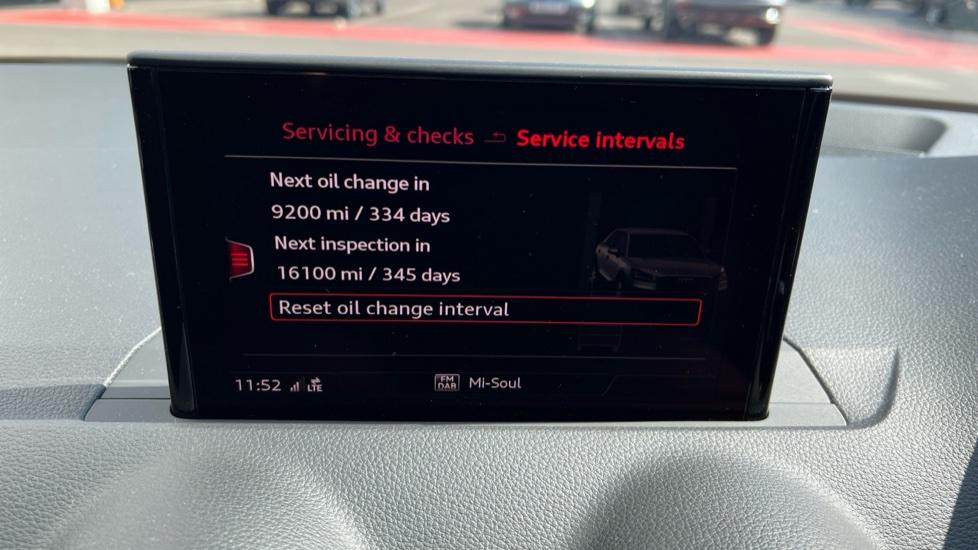 Servicing & checks Service intervals
Next oil change in
9200 mi / 334 days
Next inspection in
16100 mi / 345 days
Reset oil change interval
11:52 LTE FM DAB Mi-Soul